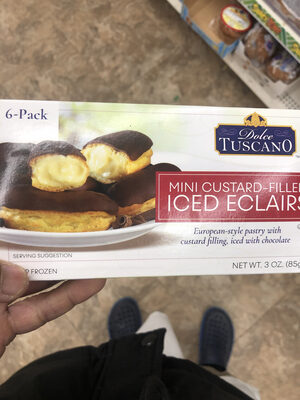 6-Pack
Dolce
TUSCANO
MINI CUSTARD-FILLE
ICED ECLAIRS
European-style pastry with
custard filling, iced with chocolate
SERVING SUGGESTION
P FROZEN
NET WT. 3 OZ. (85g